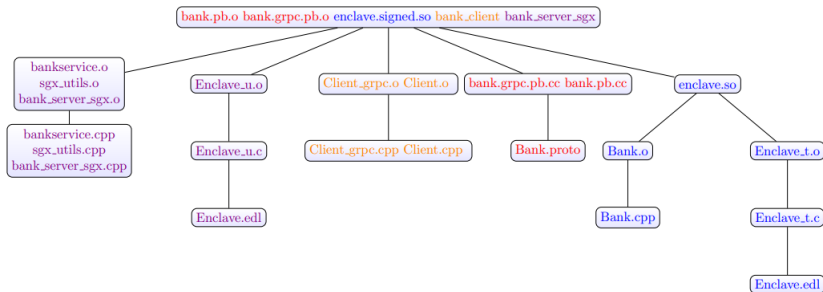 bank.pb.o bank.grpc.pb.o enclave.signed.so bank_client bank_server_sgx
bankservice.o
sgx_utils.o
bank_server_sgx.o
Enclave_u.o
Client_grpc.o Client.o
bank.grpc.pb.cc bank.pb.cc
enclave.so
bankservice.cpp
sgx_utils.cpp
bank_server_sgx.cpp
Enclave_u.c
Client_grpc.cpp Client.cpp
Bank.proto
Bank.o
Enclave_t.o
Enclave.edl
Bank.cpp
Enclave_t.c
Enclave.edl